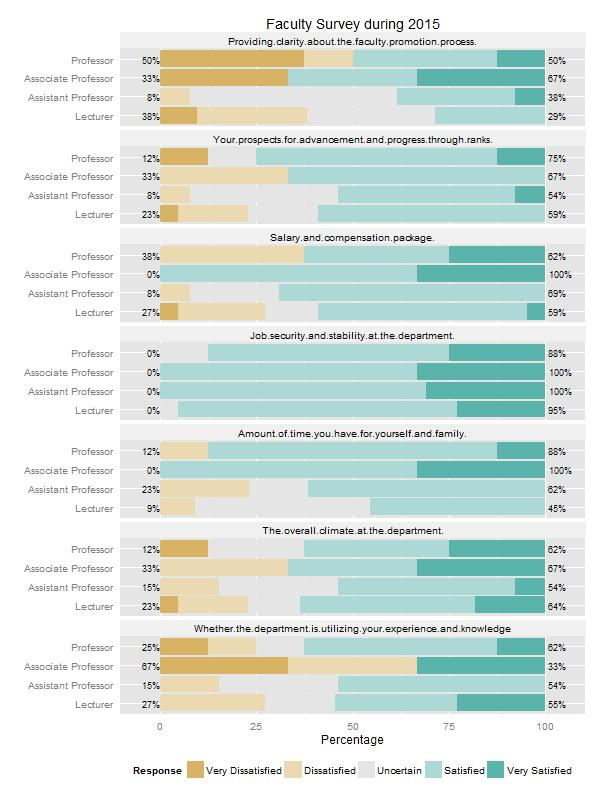 Faculty Survey during 2015
Providing.clarity.about.the.faculty.promotion.process.
Professor 50% 50%
Associate Professor 33% 67%
Assistant Professor 8% 38%
Lecturer 38% 29%
Your.prospects.for.advancement.and.progress.through.ranks.
Professor 12% 75%
Associate Professor 33% 67%
Assistant Professor 8% 54%
Lecturer 23% 59%
Salary.and.compensation.package.
Professor 38% 62%
Associate Professor 0% 100%
Assistant Professor 8% 69%
Lecturer 27% 59%
Job.security.and.stability.at.the.department.
Professor 0% 88%
Associate Professor 0% 100%
Assistant Professor 0% 100%
Lecturer 0% 95%
Amount.of.time.you.have.for.yourself.and.family.
Professor 12% 88%
Associate Professor 0% 100%
Assistant Professor 23% 62%
Lecturer 9% 45%
The.overall.climate.at.the.department.
Professor 12% 62%
Associate Professor 33% 67%
Assistant Professor 15% 54%
Lecturer 23% 64%
Whether.the.department.is.utilizing.your.experience.and.knowledge
Professor 25% 62%
Associate Professor 67% 33%
Assistant Professor 15% 54%
Lecturer 27% 55%
0 25 50 75 100
Percentage
Response Very Dissatisfied Dissatisfied Uncertain Satisfied Very Satisfied